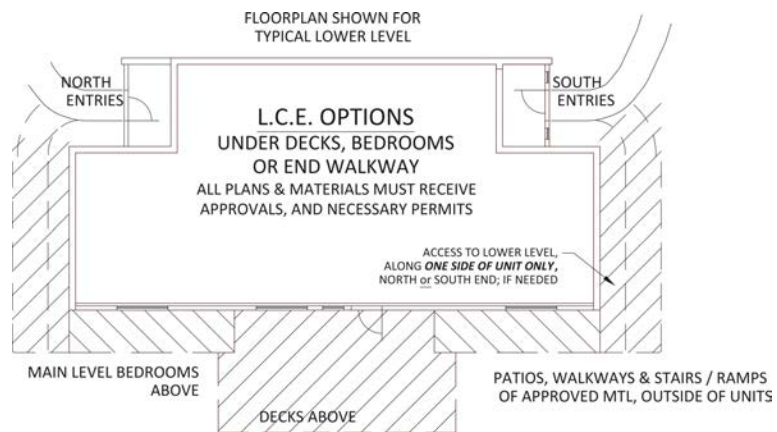 FLOORPLAN SHOWN FOR
TYPICAL LOWER LEVEL
NORTH
ENTRIES
SOUTH
ENTRIES
L.C.E. OPTIONS
UNDER DECKS, BEDROOMS
OR END WALKWAY
ALL PLANS & MATERIALS MUST RECEIVE
APPROVALS, AND NECESSARY PERMITS
ACCESS TO LOWER LEVEL,
ALONG ONE SIDE OF UNIT ONLY,
NORTH or SOUTH END; IF NEEDED
MAIN LEVEL BEDROOMS
ABOVE
DECKS ABOVE
PATIOS, WALKWAYS & STAIRS / RAMPS
OF APPROVED MTL, OUTSIDE OF UNITS